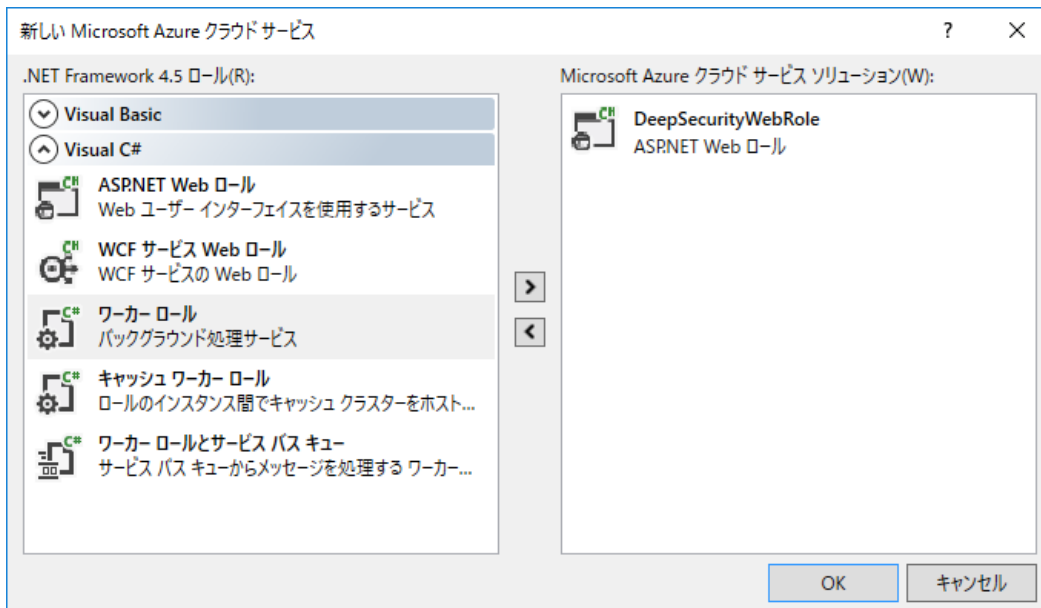 新しい Microsoft Azure クラウド サービス
? ×
.NET Framework 4.5 ロール(R):
Visual Basic
Visual C#
ASP.NET Web ロール
Web ユーザー インターフェイスを使用するサービス
WCF サービス Web ロール
WCF サービスの Web ロール
ワーカー ロール
バックグラウンド処理サービス
キャッシュ ワーカー ロール
ロールのインスタンス間でキャッシュ クラスターをホスト...
ワーカー ロールとサービス バス キュー
サービス バス キューからメッセージを処理する ワーカー...
Microsoft Azure クラウド サービス ソリューション(W):
DeepSecurityWebRole
ASP.NET Web ロール
OK
キャンセル